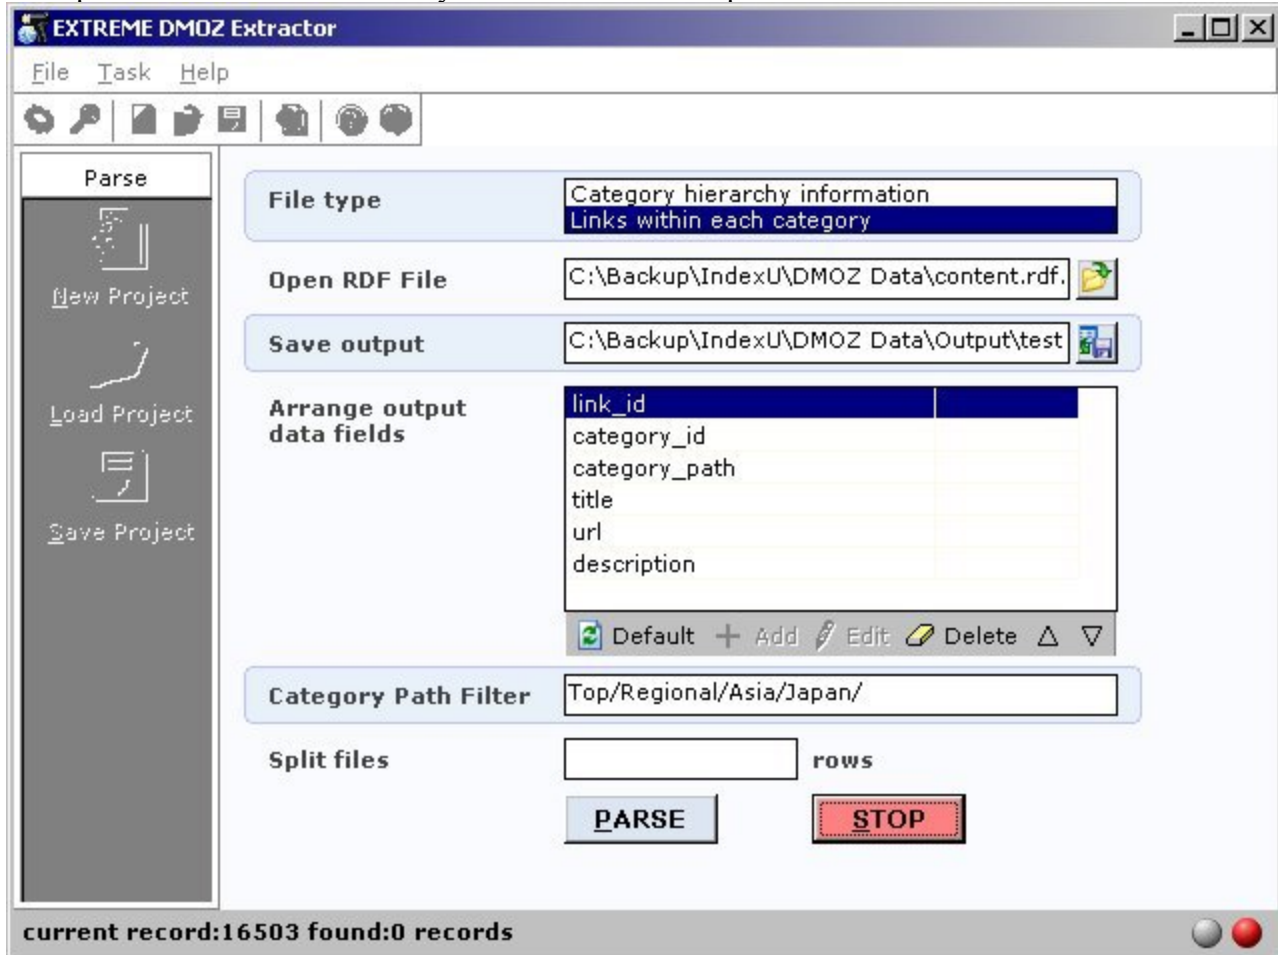 EXTREME DMOZ Extractor
File Task Help
Parse
New Project
Load Project
Save Project
File type
Category hierarchy information
Links within each category
Open RDF File
C:\Backup\IndexU\DMOZ Data\content.rdf.
Save output
C:\Backup\IndexU\DMOZ Data\Output\test
Arrange output
data fields
link_id
category_id
category_path
title
url
description
Default Add Edit Delete
Category Path Filter
Top/Regional/Asia/Japan/
Split files
rows
PARSE
STOP
current record:16503 found:0 records